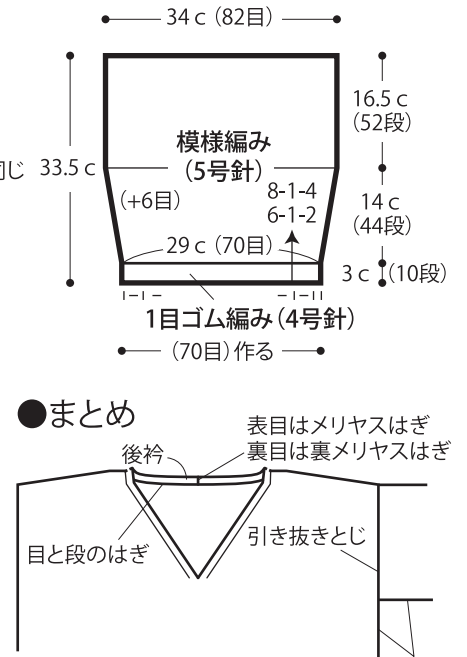 34 c (82目)
16.5 c
(52段)
模様編み
(5号針)
同じ
33.5 c
(+6目)
8-1-4
6-1-2
14 c
(44段)
29 c (70目)
3 c (10段)
1目ゴム編み (4号針)
(70目) 作る
●まとめ
表目はメリヤスはぎ
裏目は裏メリヤスはぎ
後衿
目と段のはぎ
引き抜きとじ